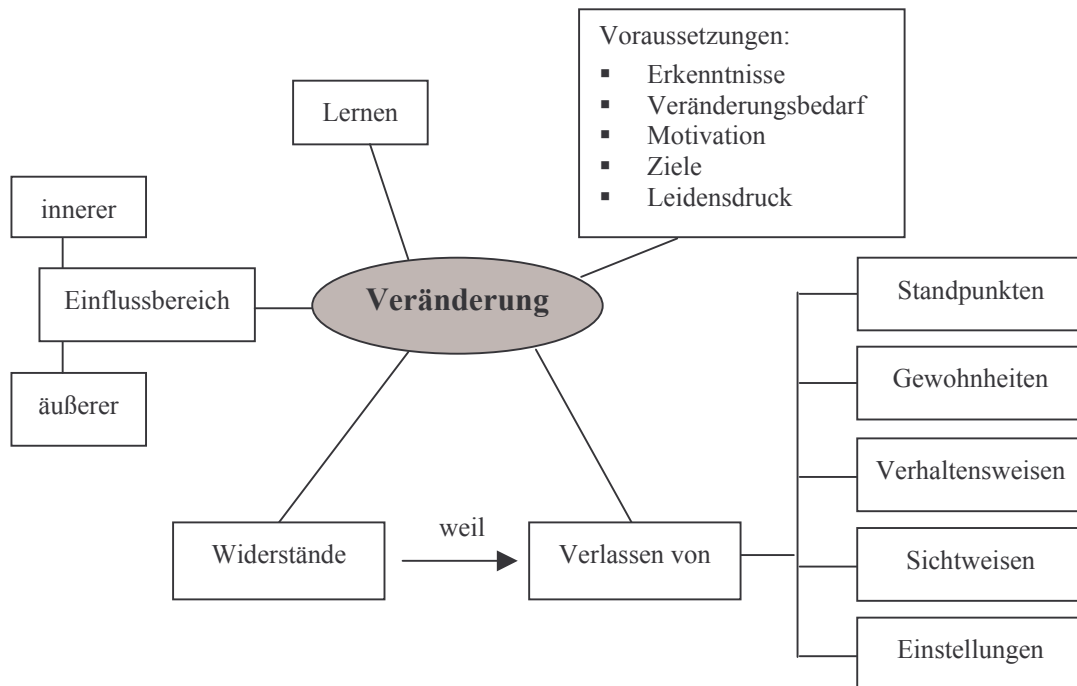 Voraussetzungen:
▪ Erkenntnisse
▪ Veränderungsbedarf
▪ Motivation
▪ Ziele
▪ Leidensdruck
Lernen
innerer
Einflussbereich
äußerer
Veränderung
Standpunkten
Gewohnheiten
Verhaltensweisen
Sichtweisen
Einstellungen
Widerstände
weil
Verlassen von